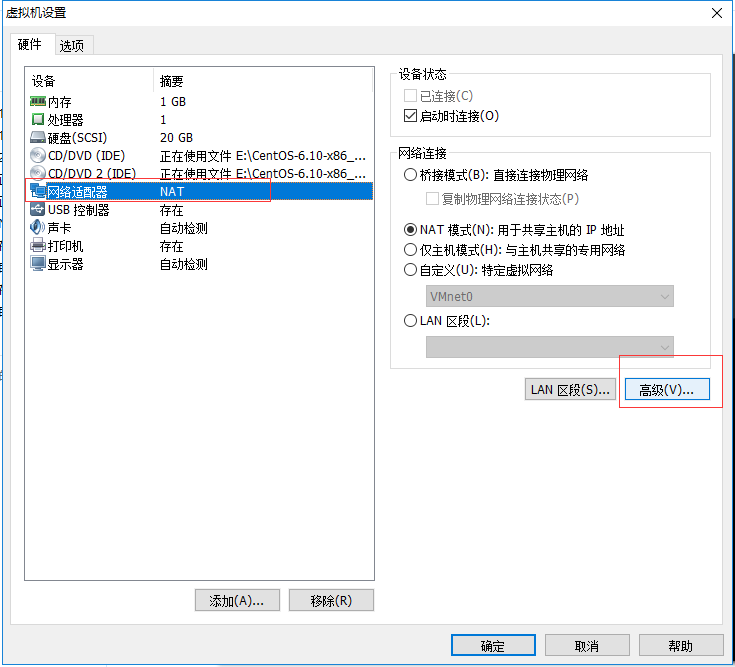 虚拟机设置
硬件 选项
设备 摘要
内存 1 GB
处理器 1
硬盘(SCSI) 20 GB
CD/DVD (IDE) 正在使用文件 E:\CentOS-6.10-x86_...
CD/DVD 2 (IDE) 正在使用文件 E:\CentOS-6.10-x86_...
网络适配器 NAT
USB 控制器 存在
声卡 自动检测
打印机 存在
显示器 自动检测
添加(A)... 移除(R)
设备状态
已连接(C)
启动时连接(O)
网络连接
桥接模式(B): 直接连接物理网络
复制物理网络连接状态(P)
NAT 模式(N): 用于共享主机的 IP 地址
仅主机模式(H): 与主机共享的专用网络
自定义(U): 特定虚拟网络
VMnet0
LAN 区段(L):
LAN 区段(S)... 高级(V)...
确定 取消 帮助